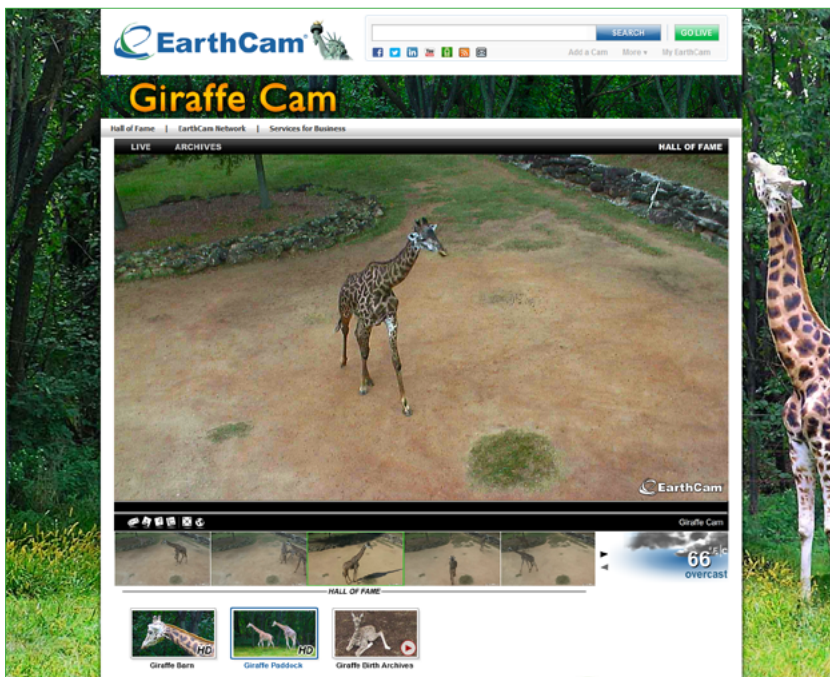 EarthCam
SEARCH
GO LIVE
Add a Cam More ▾ My EarthCam
Giraffe Cam
Hall of Fame | EarthCam Network | Services for Business
LIVE ARCHIVES HALL OF FAME
EarthCam
Giraffe Cam
66 °F|C
overcast
HALL OF FAME
HD HD
Giraffe Barn Giraffe Paddock Giraffe Birth Archives